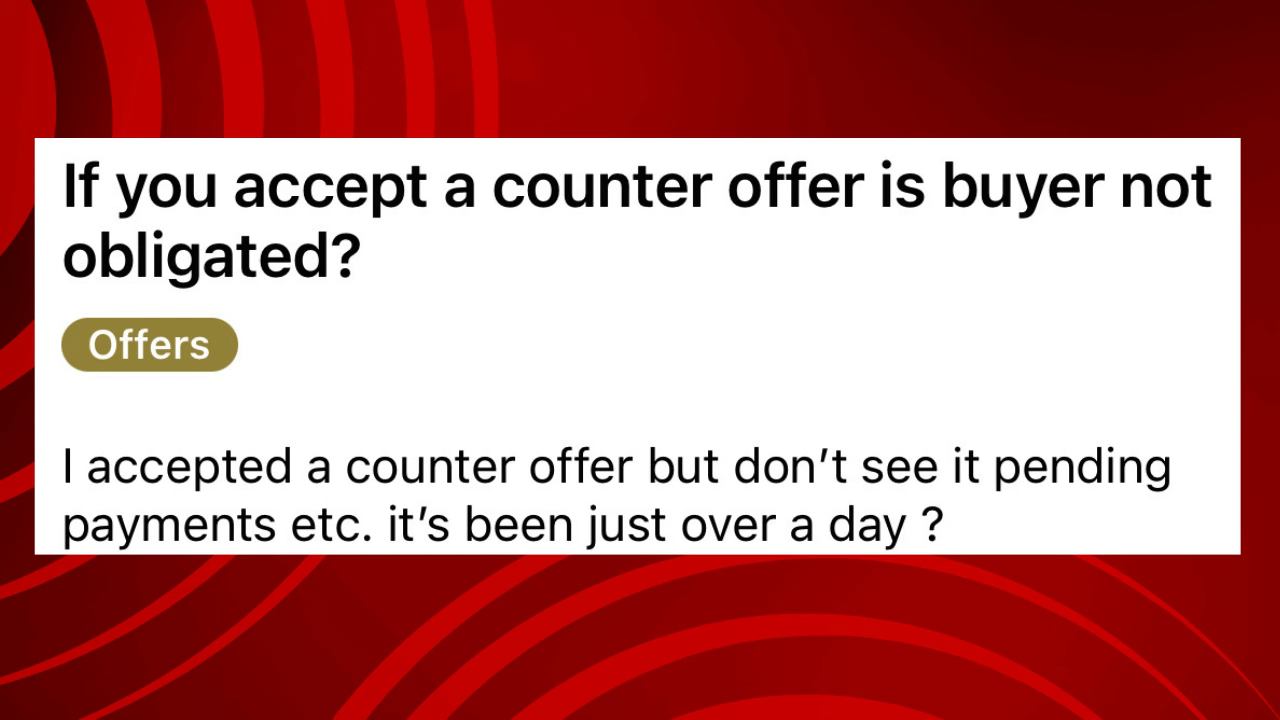 If you accept a counter offer is buyer not
obligated?
Offers
I accepted a counter offer but don’t see it pending
payments etc. it’s been just over a day ?